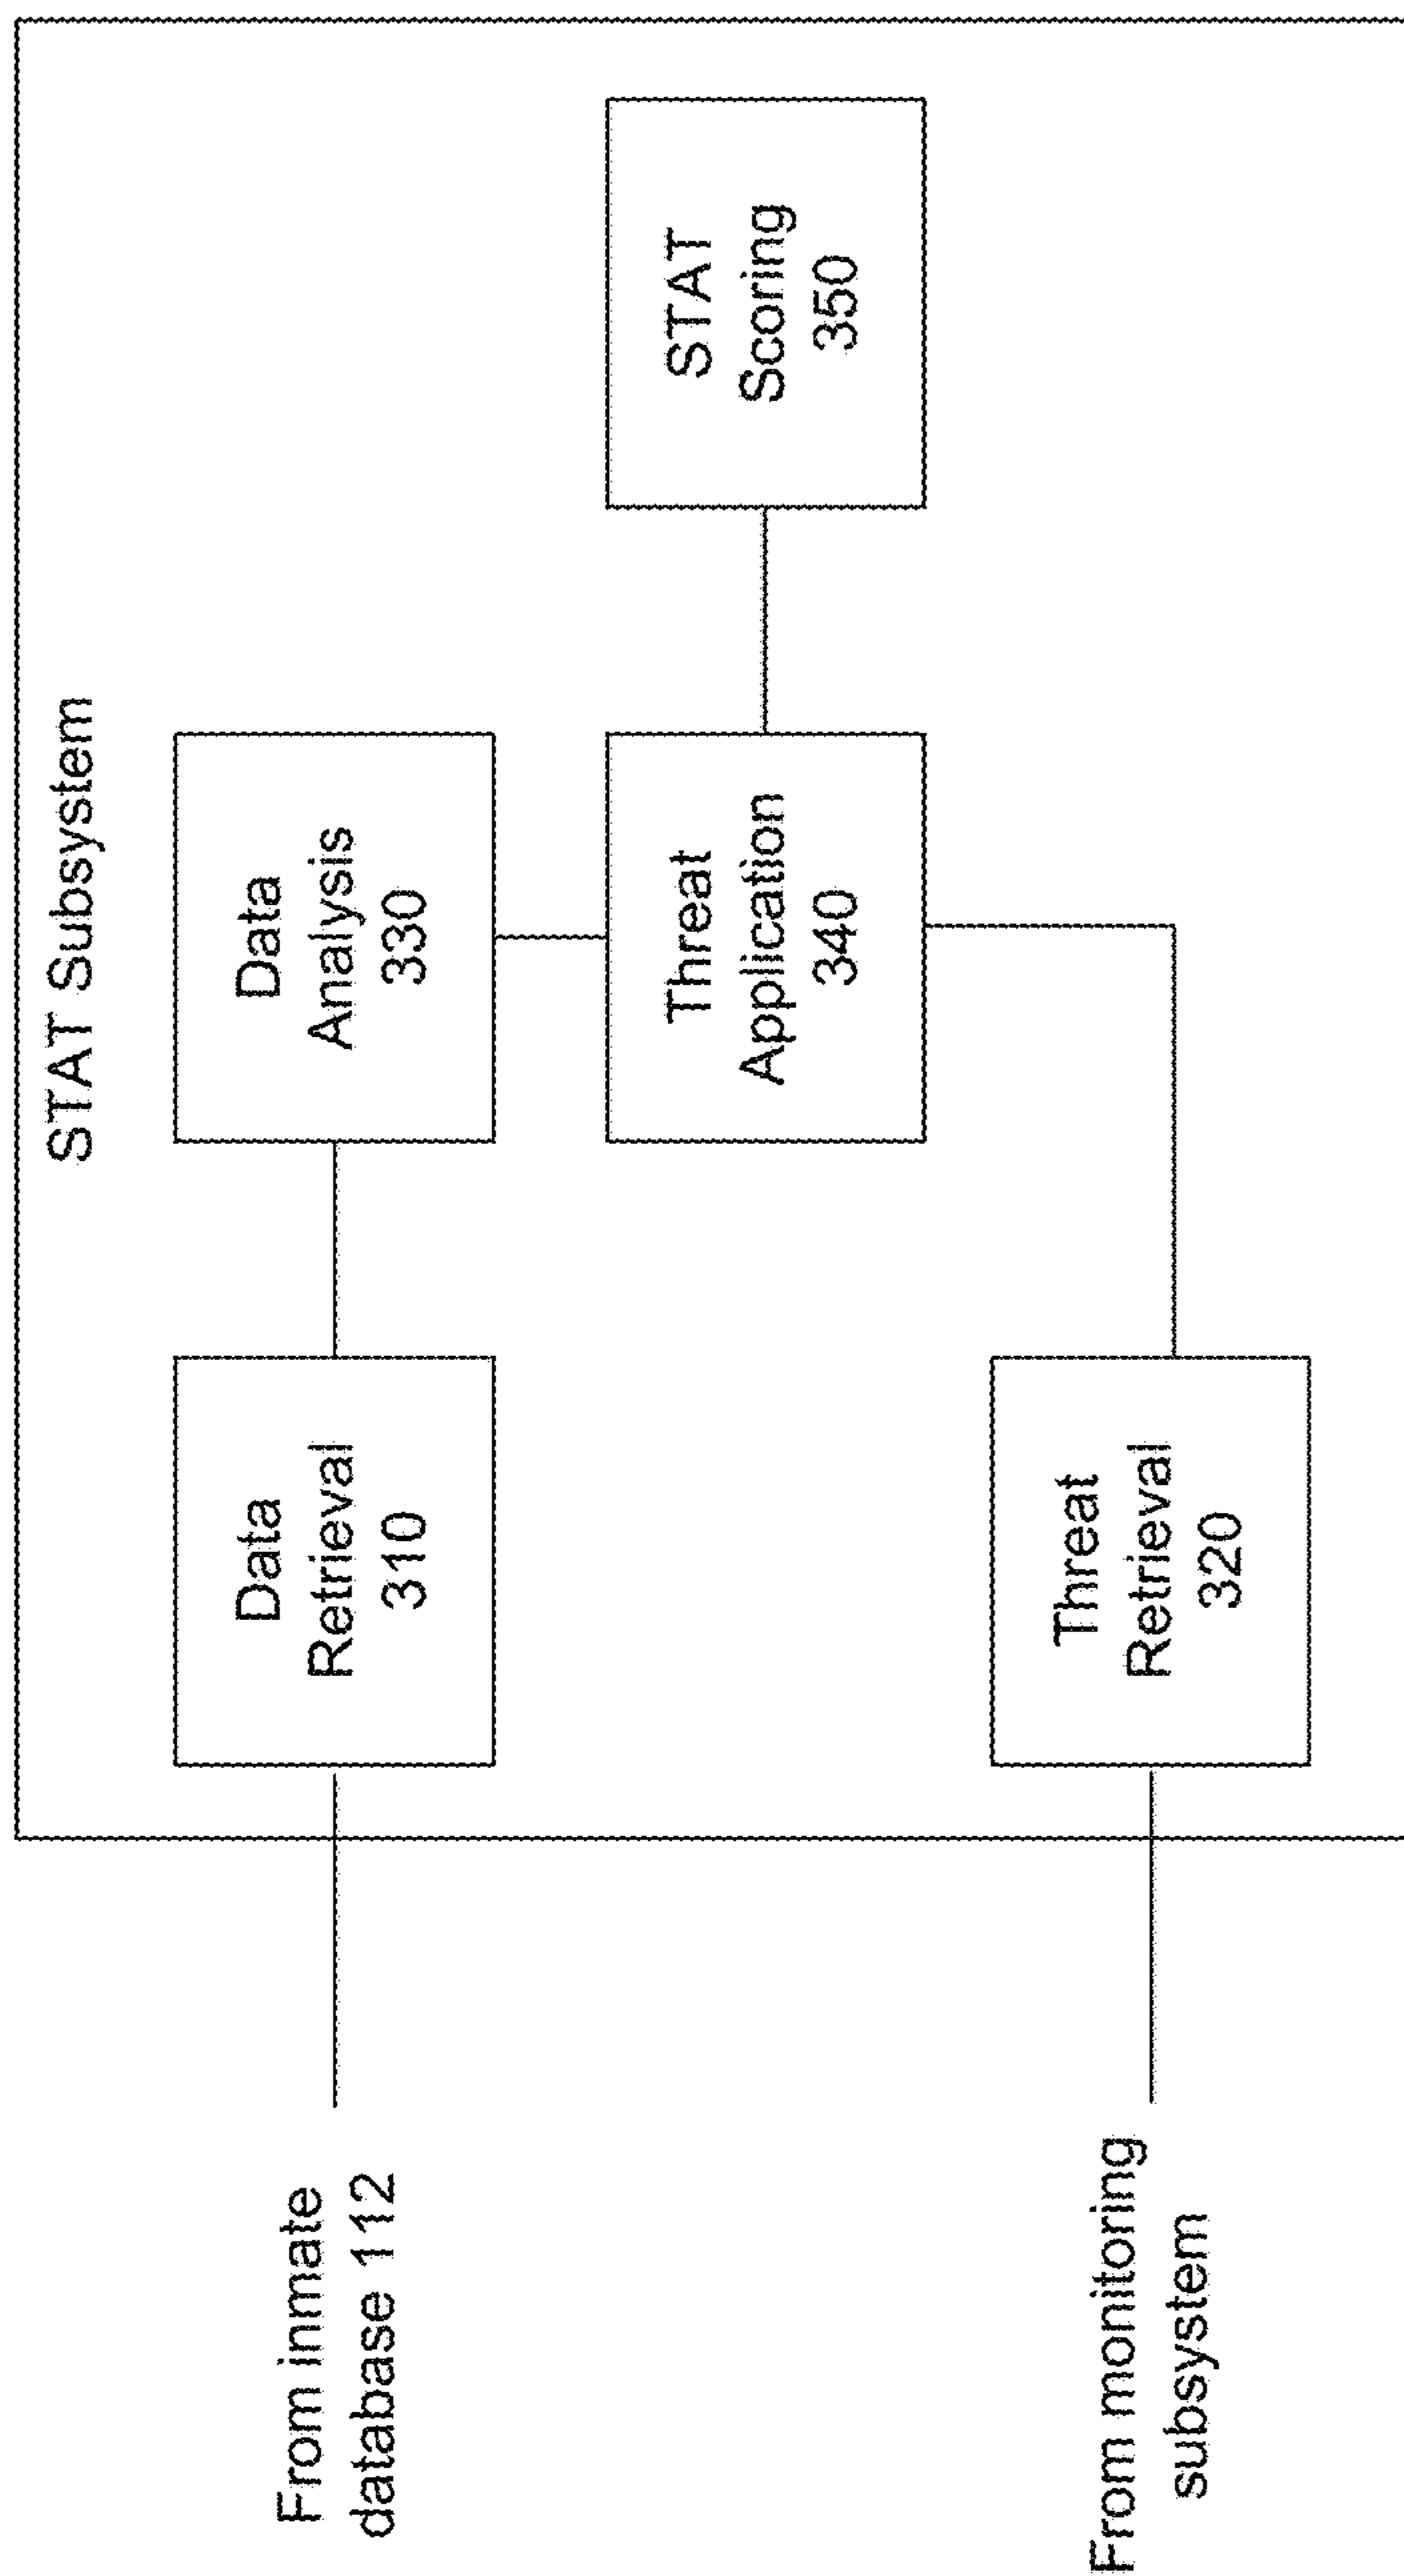 STAT Subsystem
From inmate
database 112
Data
Retrieval
310
Data
Analysis
330
Threat
Application
340
STAT
Scoring
350
From monitoring
subsystem
Threat
Retrieval
320